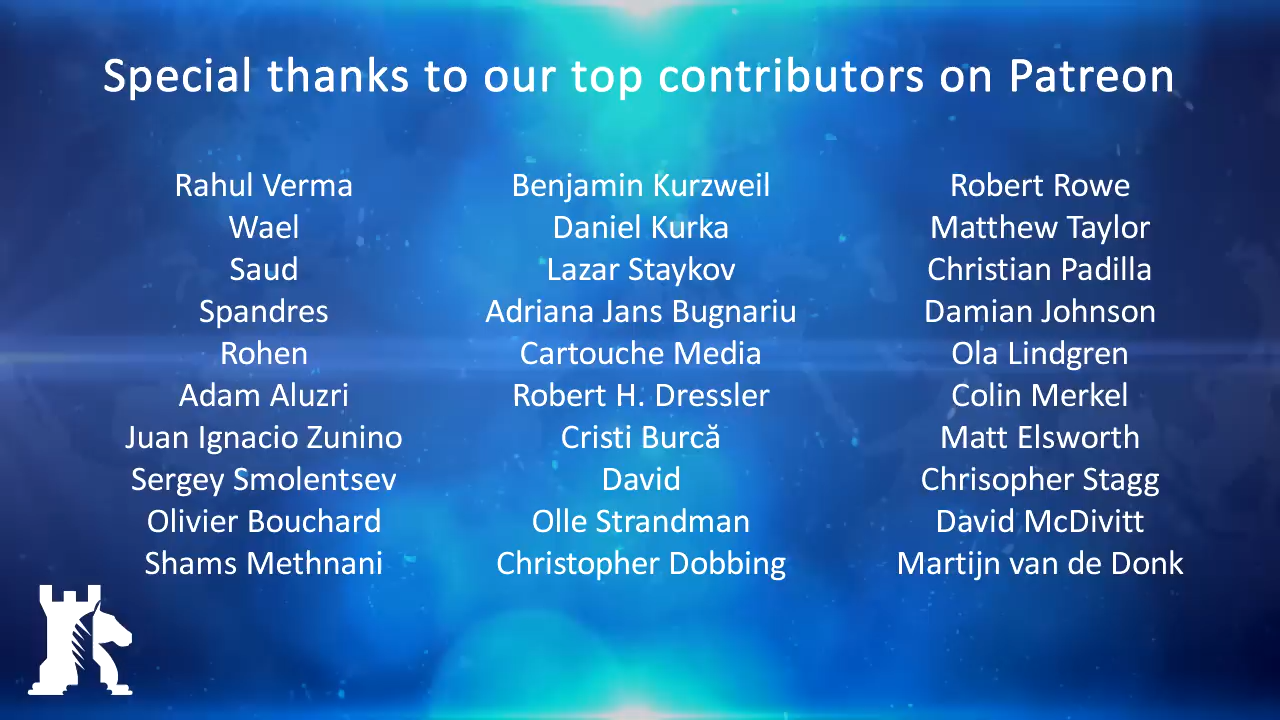 Special thanks to our top contributors on Patreon
Rahul Verma
Wael
Saud
Spandres
Rohen
Adam Aluzri
Juan Ignacio Zunino
Sergey Smolentsev
Olivier Bouchard
Shams Methnani
Benjamin Kurzweil
Daniel Kurka
Lazar Staykov
Adriana Jans Bugnariu
Cartouche Media
Robert H. Dressler
Cristi Burcă
David
Olle Strandman
Christopher Dobbing
Robert Rowe
Matthew Taylor
Christian Padilla
Damian Johnson
Ola Lindgren
Colin Merkel
Matt Elsworth
Chrisopher Stagg
David McDivitt
Martijn van de Donk